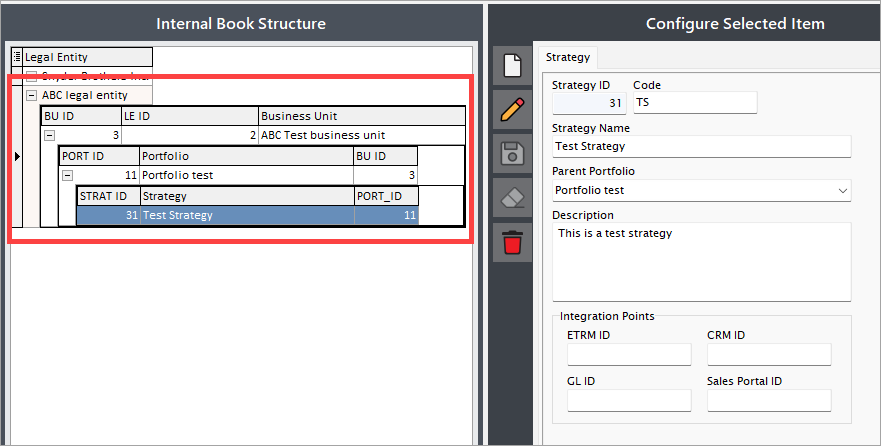 Internal Book Structure
Legal Entity
ABC legal entity
BU ID LE ID Business Unit
3 2 ABC Test business unit
PORT ID Portfolio BU ID
11 Portfolio test 3
STRAT ID Strategy PORT_ID
31 Test Strategy 11
Configure Selected Item
Strategy
Strategy ID Code
31 TS
Strategy Name
Test Strategy
Parent Portfolio
Portfolio test
Description
This is a test strategy
Integration Points
ETRM ID CRM ID
GL ID Sales Portal ID